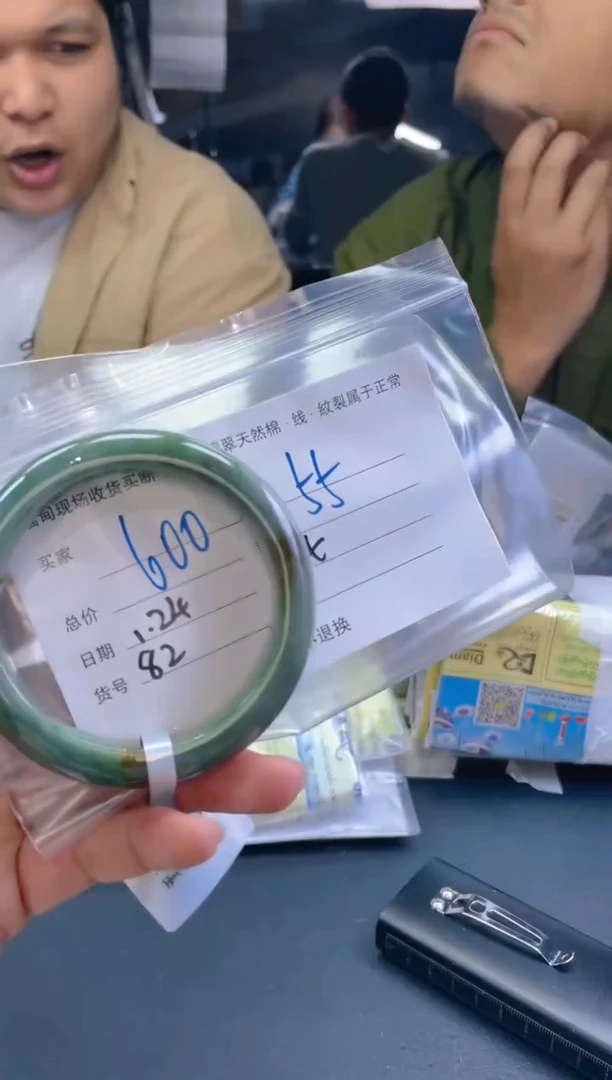 翠天然棉·线·紋裂属于正常
间现场收货买断
买家 600 55
总价
日期 1.24
货号 82
退换